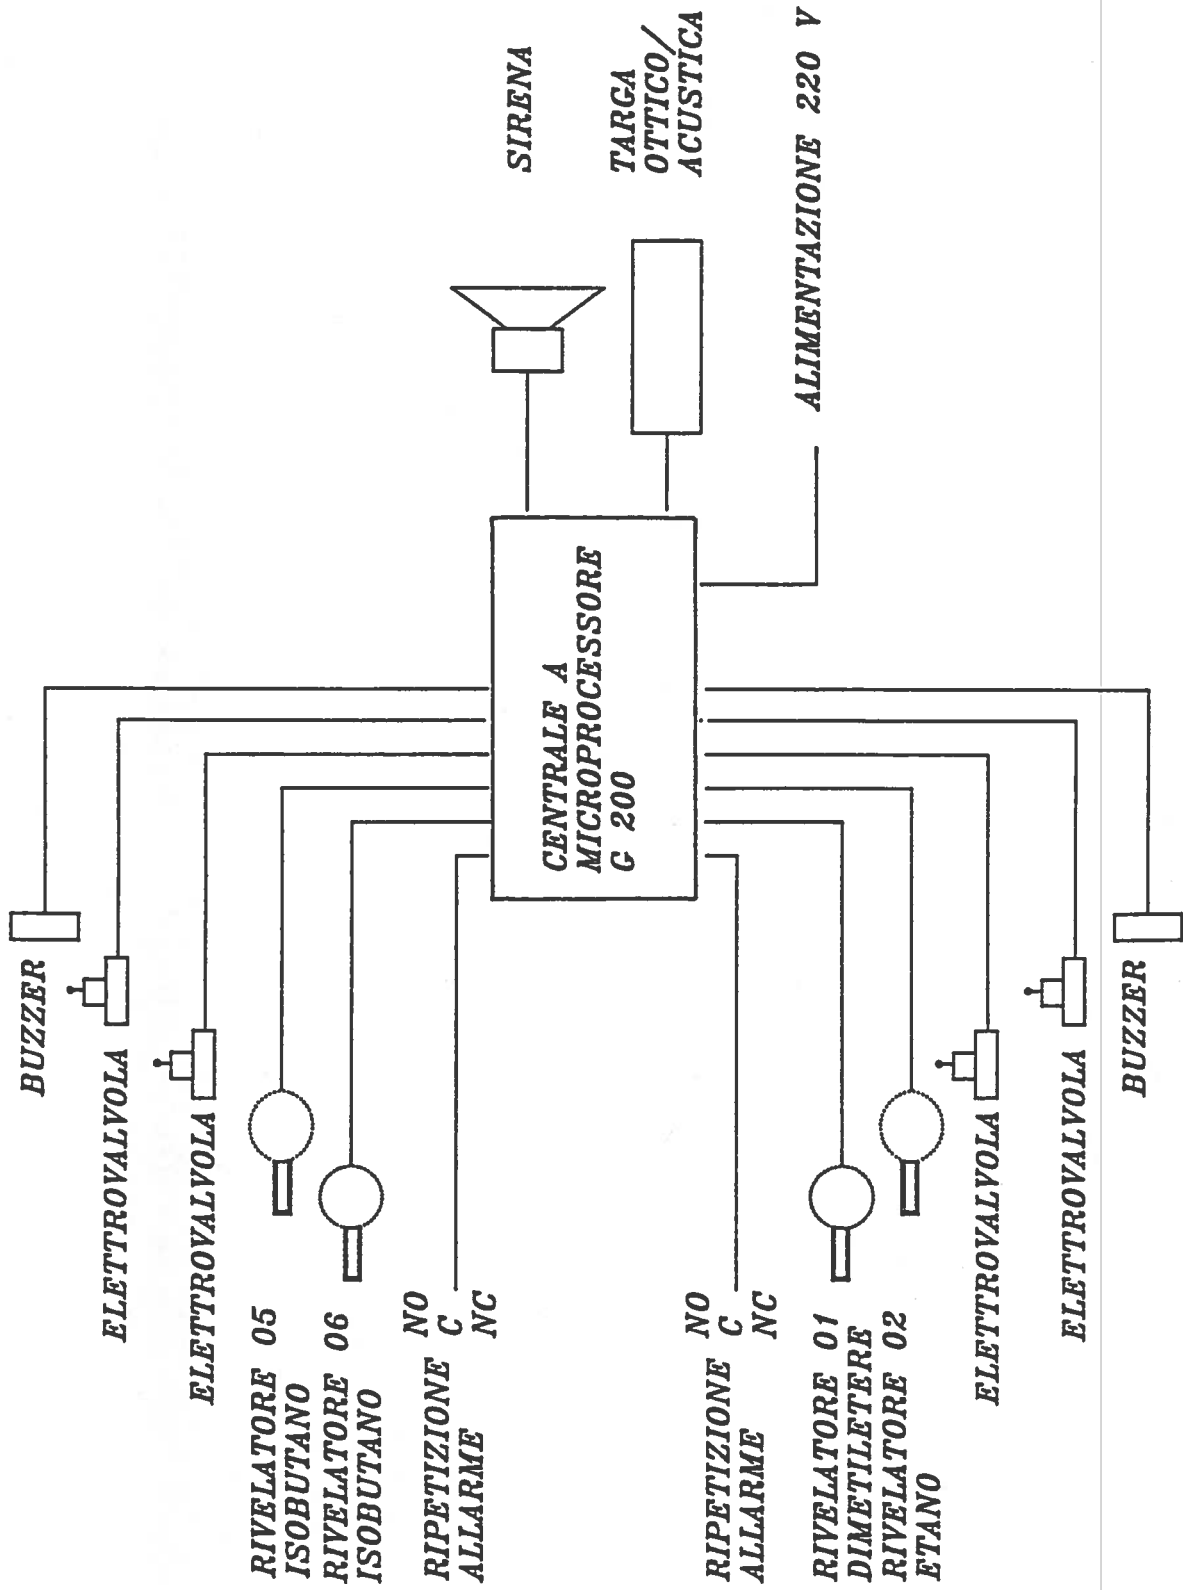 BUZZER
ELETTROVALVOLA
ELETTROVALVOLA
RIVELATORE 05
ISOBUTANO
RIVELATORE 06
ISOBUTANO
NO
RIPETIZIONE C
ALLARME NC
SIRENA
CENTRALE A
MICROPROCESSORE
G 200
TARGA
OTTICO/
ACUSTICA
ALIMENTAZIONE 220 V
NO
RIPETIZIONE C
ALLARME NC
RIVELATORE 01
DIMETILETERE
RIVELATORE 02
ETANO
ELETTROVALVOLA
ELETTROVALVOLA
BUZZER